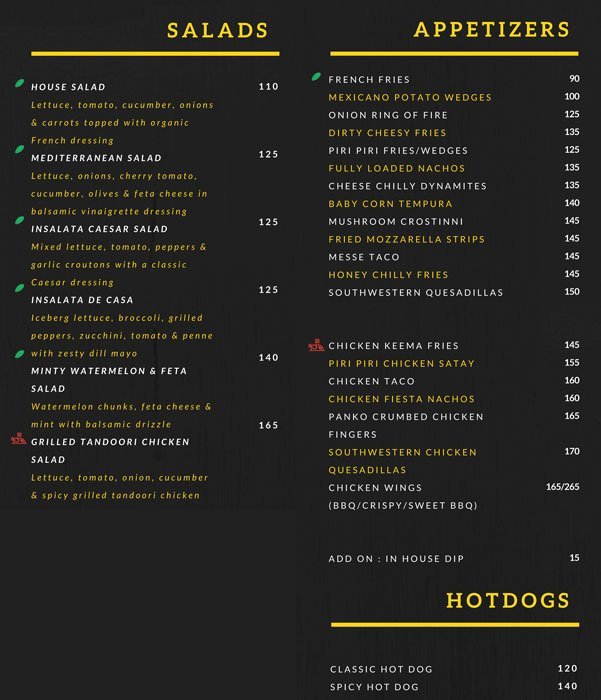 SALADS
HOUSE SALAD 110
Lettuce, tomato, cucumber, onions
& carrots topped with organic
French dressing
MEDITERRANEAN SALAD 125
Lettuce, onions, cherry tomato,
cucumber, olives & feta cheese in
balsamic vinaigrette dressing
INSALATA CAESAR SALAD 125
Mixed lettuce, tomato, peppers &
garlic croutons with a classic
Caesar dressing
INSALATA DE CASA 125
Iceberg lettuce, broccoli, grilled
peppers, zucchini, tomato & penne
with zesty dill mayo
MINTY WATERMELON & FETA 140
SALAD
Watermelon chunks, feta cheese &
mint with balsamic drizzle
GRILLED TANDOORI CHICKEN 165
SALAD
Lettuce, tomato, onion, cucumber
& spicy grilled tandoori chicken
APPETIZERS
FRENCH FRIES 90
MEXICANO POTATO WEDGES 100
ONION RING OF FIRE 125
DIRTY CHEESY FRIES 135
PIRI PIRI FRIES/WEDGES 125
FULLY LOADED NACHOS 135
CHEESE CHILLY DYNAMITES 135
BABY CORN TEMPURA 140
MUSHROOM CROSTINNI 145
FRIED MOZZARELLA STRIPS 145
MESSE TACO 145
HONEY CHILLY FRIES 145
SOUTHWESTERN QUESADILLAS 150
CHICKEN KEEMA FRIES 145
PIRI PIRI CHICKEN SATAY 155
CHICKEN TACO 160
CHICKEN FIESTA NACHOS 160
PANKO CRUMBED CHICKEN 165
FINGERS
SOUTHWESTERN CHICKEN 170
QUESADILLAS
CHICKEN WINGS 165/265
(BBQ/CRISPY/SWEET BBQ)
ADD ON : IN HOUSE DIP 15
HOTDOGS
CLASSIC HOT DOG 120
SPICY HOT DOG 140